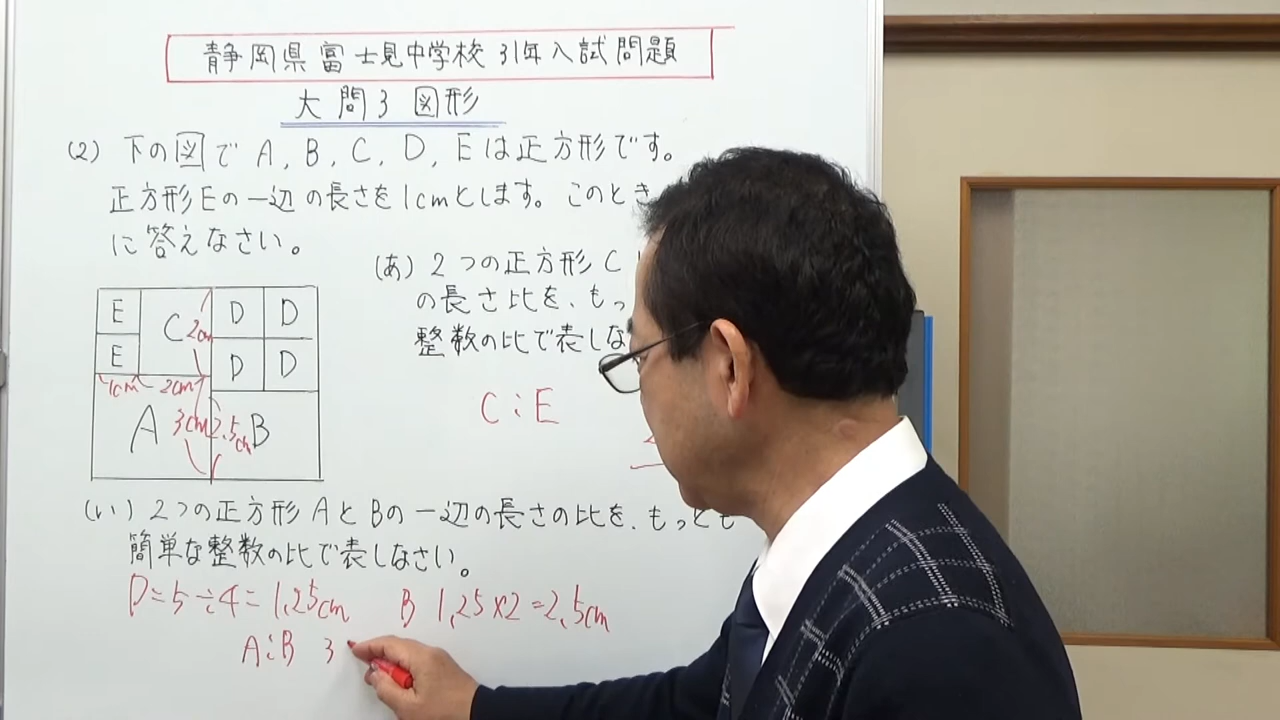 静岡県富士見中学校 31年入試問題
大問3 図形
(2) 下の図で A, B, C, D, E は正方形です。
正方形Eの一辺の長さを1cmとします。このとき
に答えなさい。
(あ) 2つの正方形 C
の長さ比を、もっ
整数の比で表しな
C:E
E
C 2cm
D
D
E
D
D
1cm
2cm
A
3cm
2.5cm
B
(い) 2つの正方形 AとBの一辺の長さの比を、もっとも
簡単な整数の比で表しなさい。
D=5÷4=1.25cm B 1.25×2=2.5cm
A:B 3